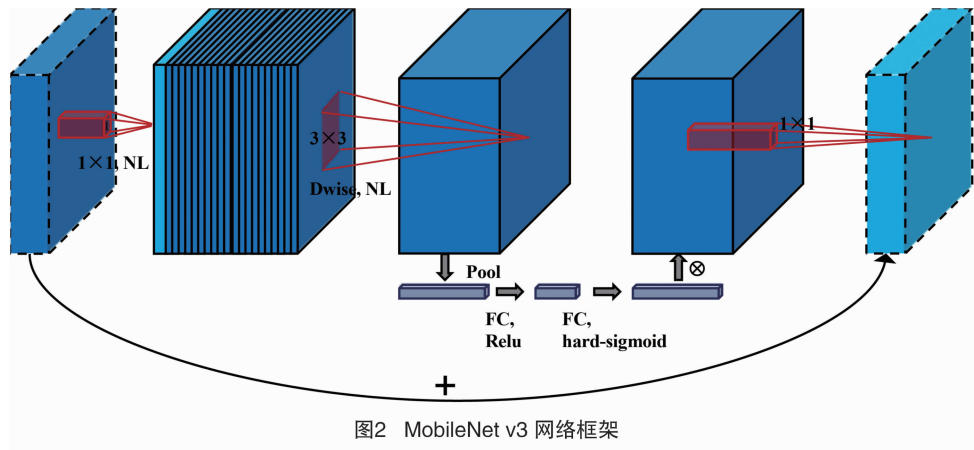 1×1, NL
3×3
Dwise, NL
1×1
Pool
⊗
FC,
Relu
FC,
hard-sigmoid
+
图2 MobileNet v3 网络框架